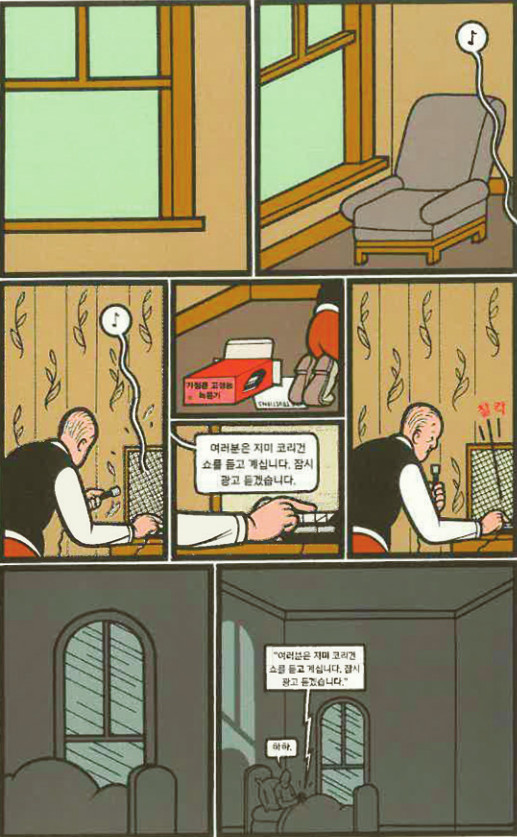 ♪
♪
가정용 고성능
녹음기
여러분은 지미 코리건
쇼를 듣고 계십니다. 잠시
광고 듣겠습니다.
찰칵
"여러분은 지미 코리건
쇼를 듣고 계십니다. 잠시
광고 듣겠습니다."
하하.